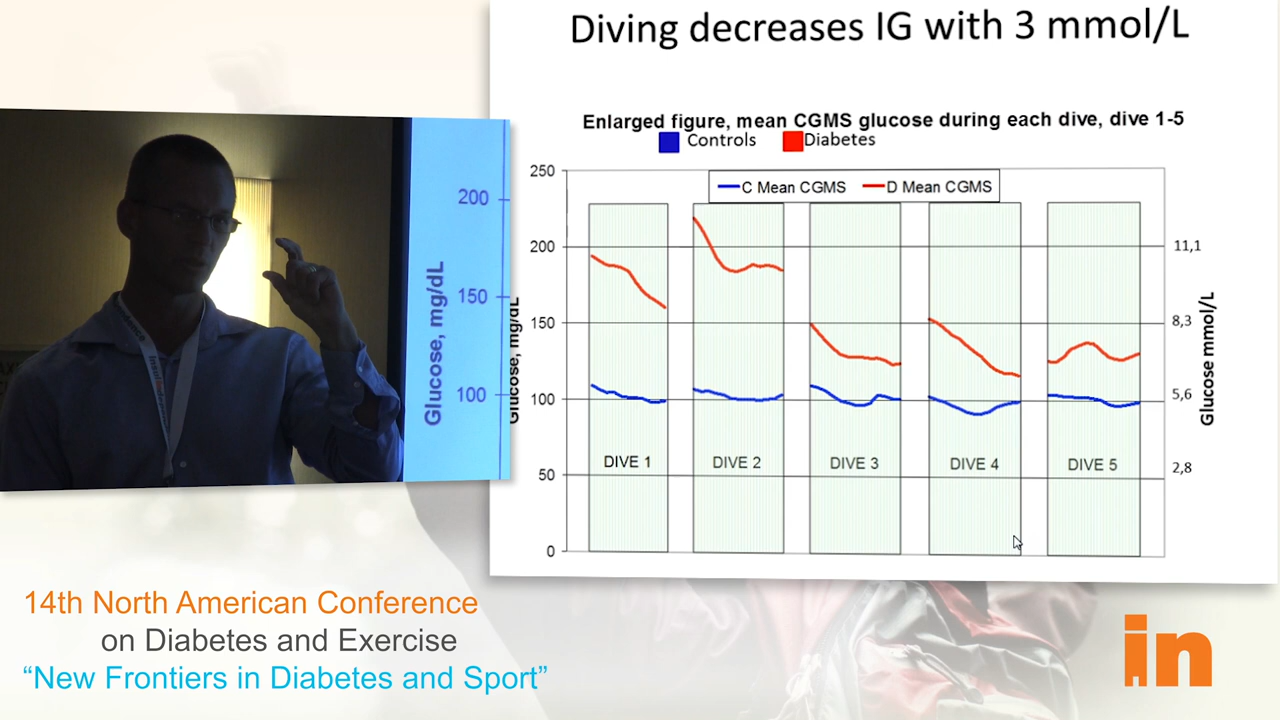 Diving decreases IG with 3 mmol/L
Enlarged figure, mean CGMS glucose during each dive, dive 1-5
Controls
Diabetes
C Mean CGMS
D Mean CGMS
250
200
150
100
50
0
Glucose, mg/dL
DIVE 1
DIVE 2
DIVE 3
DIVE 4
DIVE 5
11,1
8,3
5,6
2,8
Glucose mmol/L
200
150
100
Glucose, mg/dL
14th North American Conference
on Diabetes and Exercise
“New Frontiers in Diabetes and Sport”
in